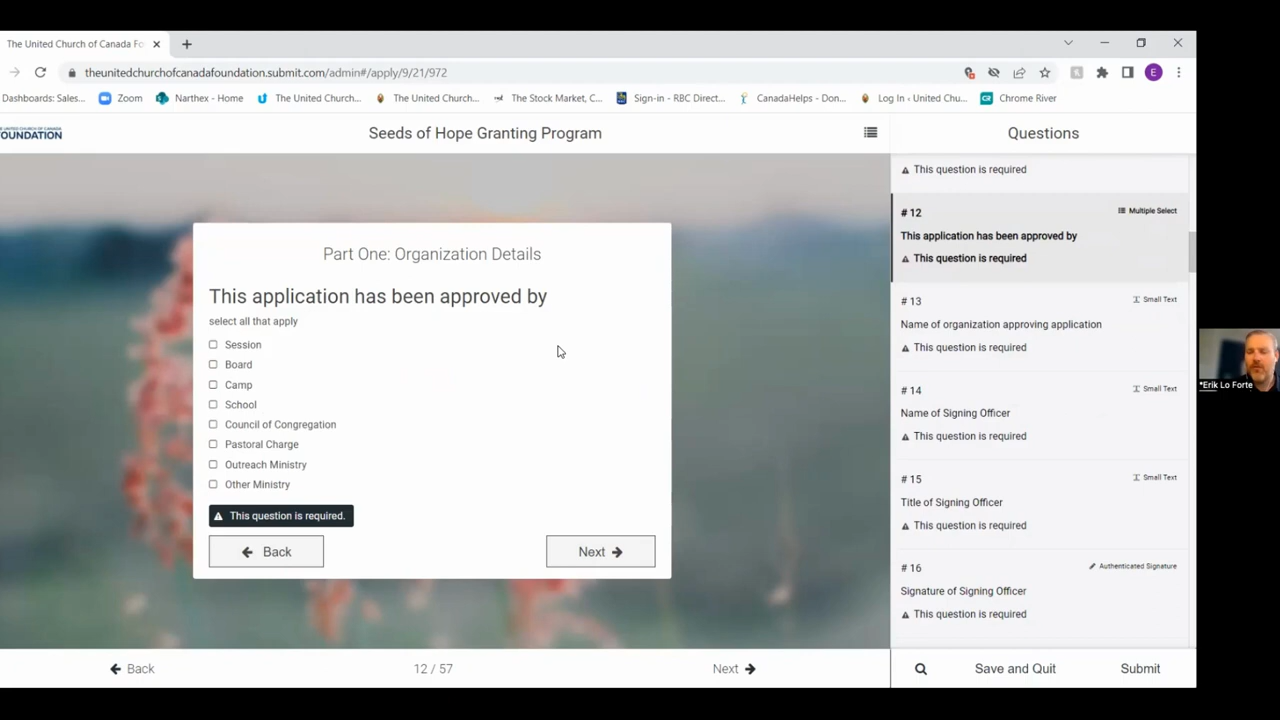 The United Church of Canada Fo
theunitedchurchofcanadafoundation.submit.com/admin#/apply/9/21/972
E
Dashboards: Sales...
Zoom
Narthex - Home
The United Church...
The United Church...
The Stock Market, C...
Sign-in - RBC Direct...
CanadaHelps - Don...
Log In ‹ United Chu...
CR
Chrome River
THE UNITED CHURCH OF CANADA
FOUNDATION
Seeds of Hope Granting Program
Questions
Part One: Organization Details
This application has been approved by
select all that apply
Session
Board
Camp
School
Council of Congregation
Pastoral Charge
Outreach Ministry
Other Ministry
This question is required.
Back
Next
This question is required
# 12
Multiple Select
This application has been approved by
This question is required
# 13
Small Text
Name of organization approving application
This question is required
# 14
Small Text
Name of Signing Officer
This question is required
# 15
Small Text
Title of Signing Officer
This question is required
# 16
Authenticated Signature
Signature of Signing Officer
This question is required
Back
12 / 57
Next
Save and Quit
Submit
*Erik Lo Forte